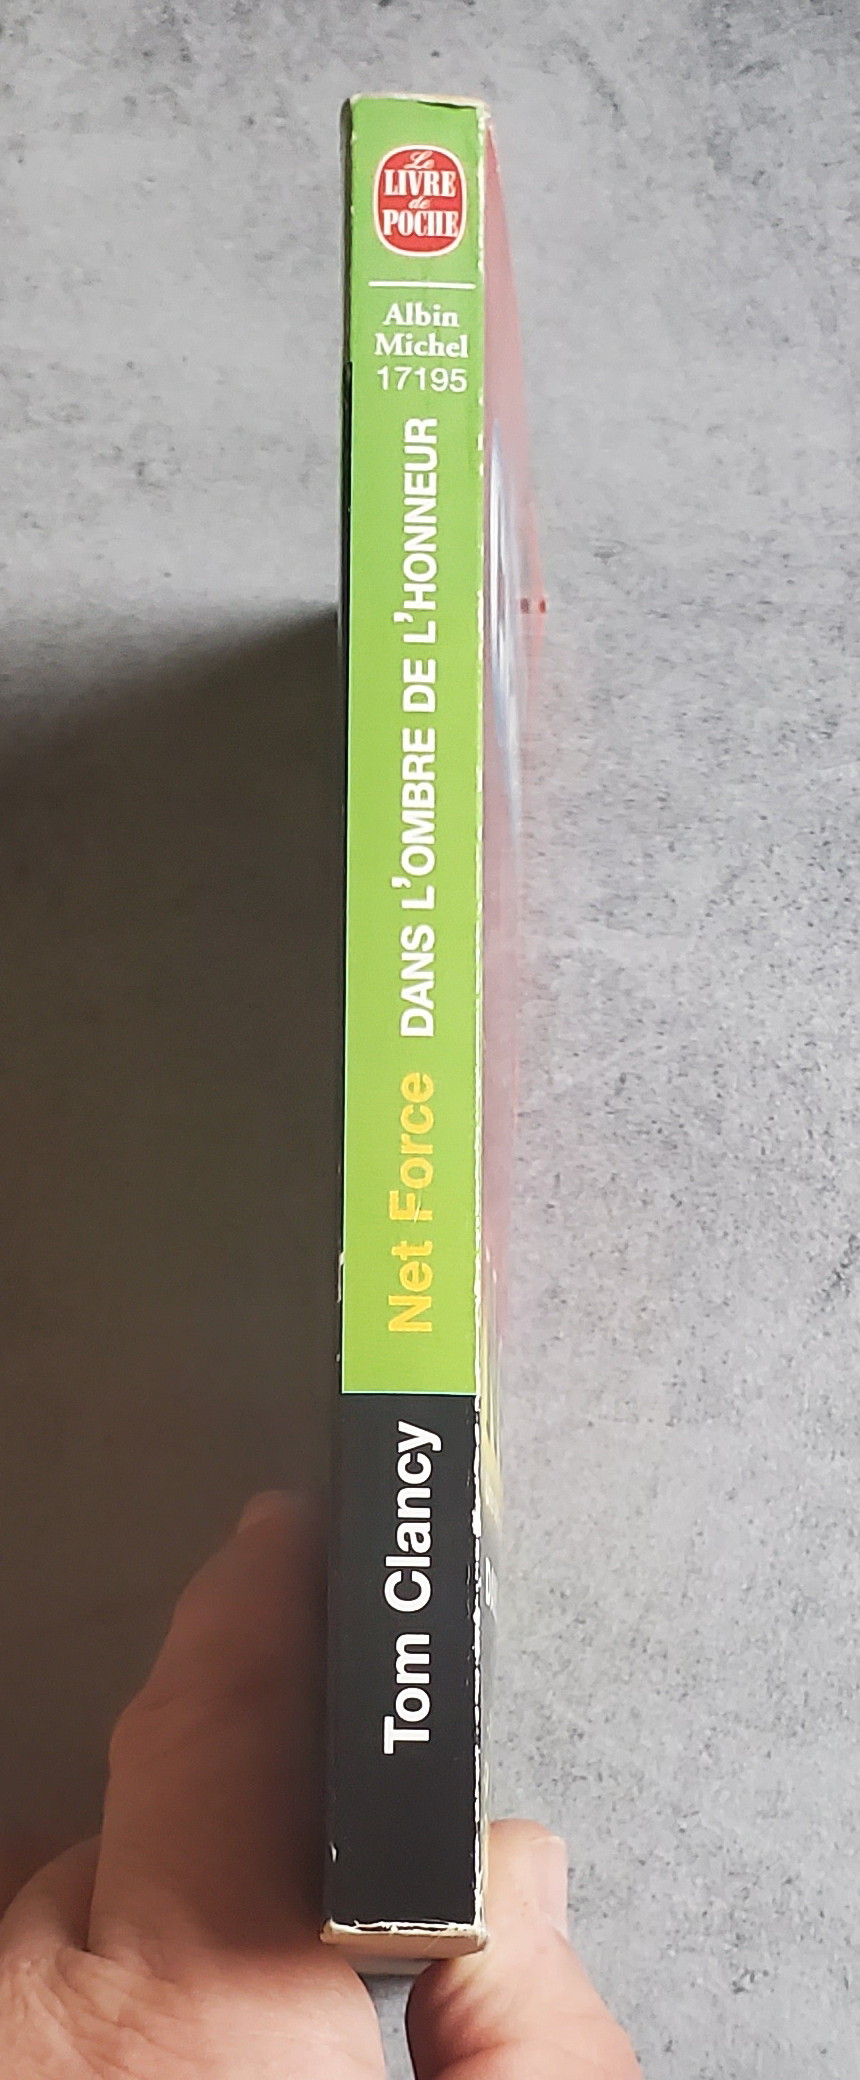 Le
LIVRE
de
POCHE
Albin
Michel
17195
Tom Clancy Net Force DANS L'OMBRE DE L'HONNEUR